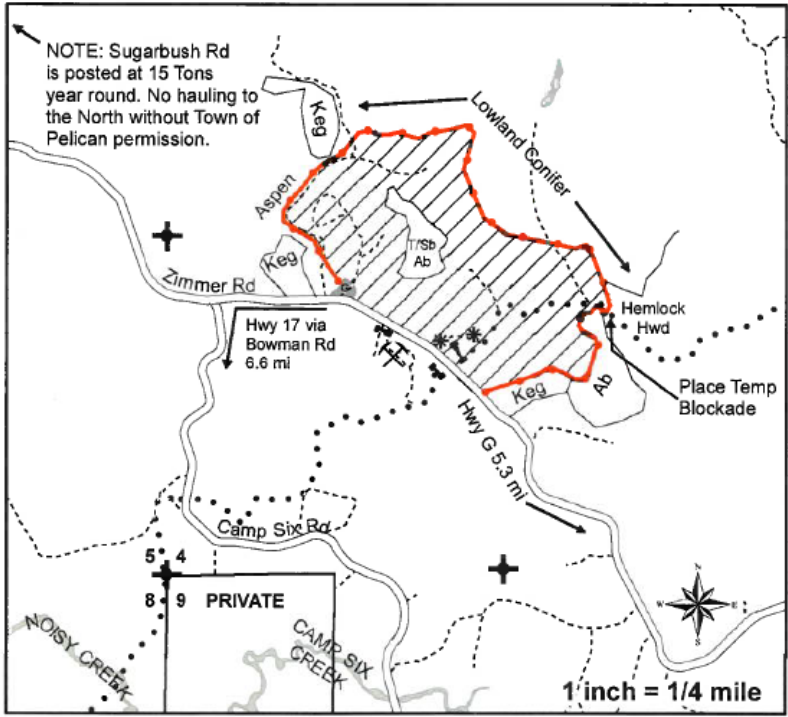 NOTE: Sugarbush Rd
is posted at 15 Tons
year round. No hauling to
the North without Town of
Pelican permission.
Keg
Lowland Conifer
Aspen
T/Sb
Ab
Keg
Zimmer Rd
Hemlock
Hwd
Hwy 17 via
Bowman Rd
6.6 mi
Place Temp
Blockade
Keg
Ab
Hwy G 5.3 mi
Camp Six Rd
5 4
8 9 PRIVATE
NOISY CREEK
CAMP SIX
CREEK
N
W E
S
1 inch = 1/4 mile